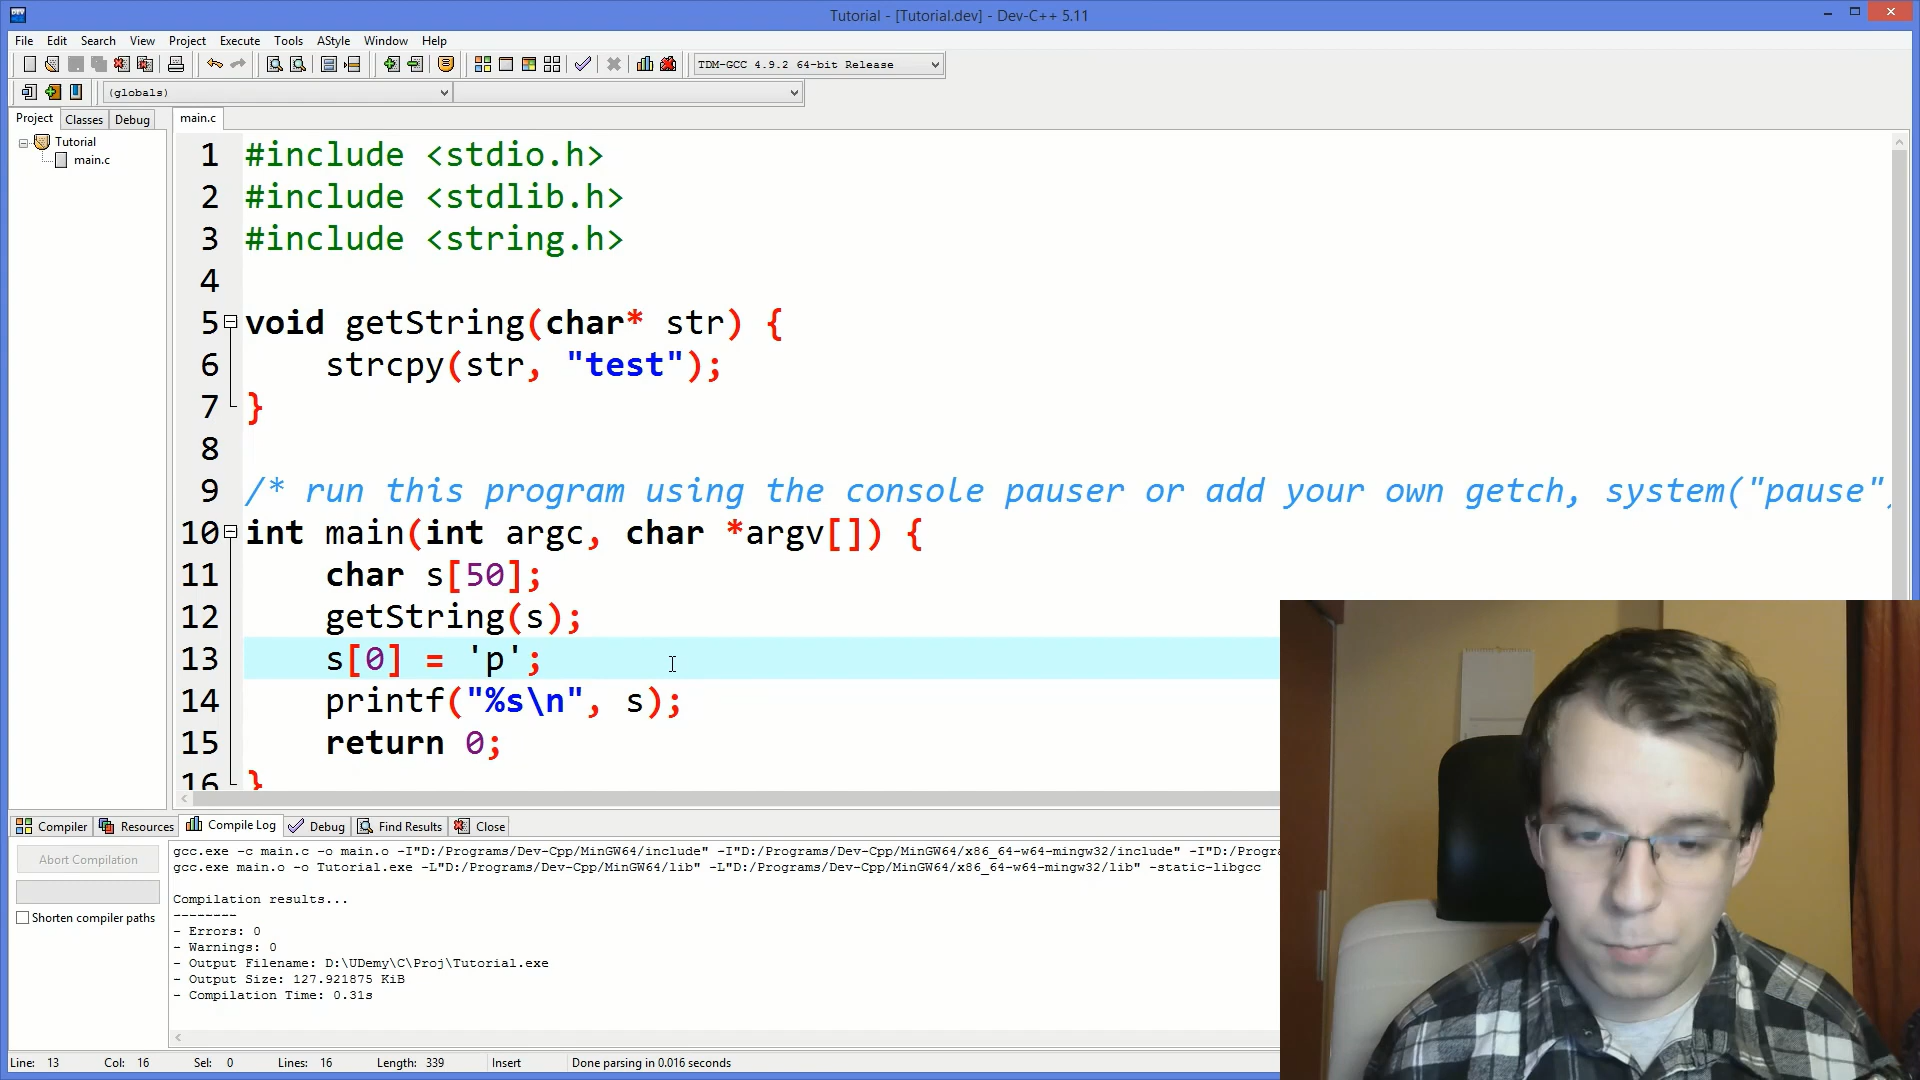 Tutorial - [Tutorial.dev] - Dev-C++ 5.11
File Edit Search View Project Execute Tools AStyle Window Help
TDM-GCC 4.9.2 64-bit Release
(globals)
Project Classes Debug
main.c
Tutorial
main.c
1 #include <stdio.h>
2 #include <stdlib.h>
3 #include <string.h>
4
5 void getString(char* str) {
6 strcpy(str, "test");
7 }
8
9 /* run this program using the console pauser or add your own getch, system("pause")
10 int main(int argc, char *argv[]) {
11 char s[50];
12 getString(s);
13 s[0] = 'p';
14 printf("%s\n", s);
15 return 0;
16 }
Compiler Resources Compile Log Debug Find Results Close
Abort Compilation
Shorten compiler paths
gcc.exe -c main.c -o main.o -I"D:/Programs/Dev-Cpp/MinGW64/include" -I"D:/Programs/Dev-Cpp/MinGW64/x86_64-w64-mingw32/include" -I"D:/Progra
gcc.exe main.o -o Tutorial.exe -L"D:/Programs/Dev-Cpp/MinGW64/lib" -L"D:/Programs/Dev-Cpp/MinGW64/x86_64-w64-mingw32/lib" -static-libgcc
Compilation results...
--------
- Errors: 0
- Warnings: 0
- Output Filename: D:\UDemy\C\Proj\Tutorial.exe
- Output Size: 127.921875 KiB
- Compilation Time: 0.31s
Line: 13 Col: 16 Sel: 0 Lines: 16 Length: 339 Insert Done parsing in 0.016 seconds